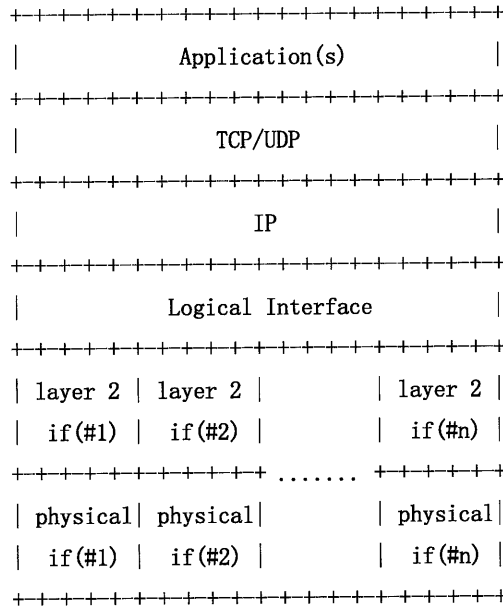 +-+-+-+-+-+-+-+-+-+-+-+-+-+-+-+-+-+-+-+
| Application(s) |
+-+-+-+-+-+-+-+-+-+-+-+-+-+-+-+-+-+-+-+
| TCP/UDP |
+-+-+-+-+-+-+-+-+-+-+-+-+-+-+-+-+-+-+-+
| IP |
+-+-+-+-+-+-+-+-+-+-+-+-+-+-+-+-+-+-+-+
| Logical Interface |
+-+-+-+-+-+-+-+-+-+-+-+-+-+-+-+-+-+-+-+
| layer 2 | layer 2 | | layer 2 |
| if(#1) | if(#2) | | if(#n) |
+-+-+-+-+-+-+-+-+-+-+ ....... +-+-+-+-+-+
| physical| physical| | physical|
| if(#1) | if(#2) | | if(#n) |
+-+-+-+-+-+-+-+-+-+-+-+-+-+-+-+-+-+-+-+